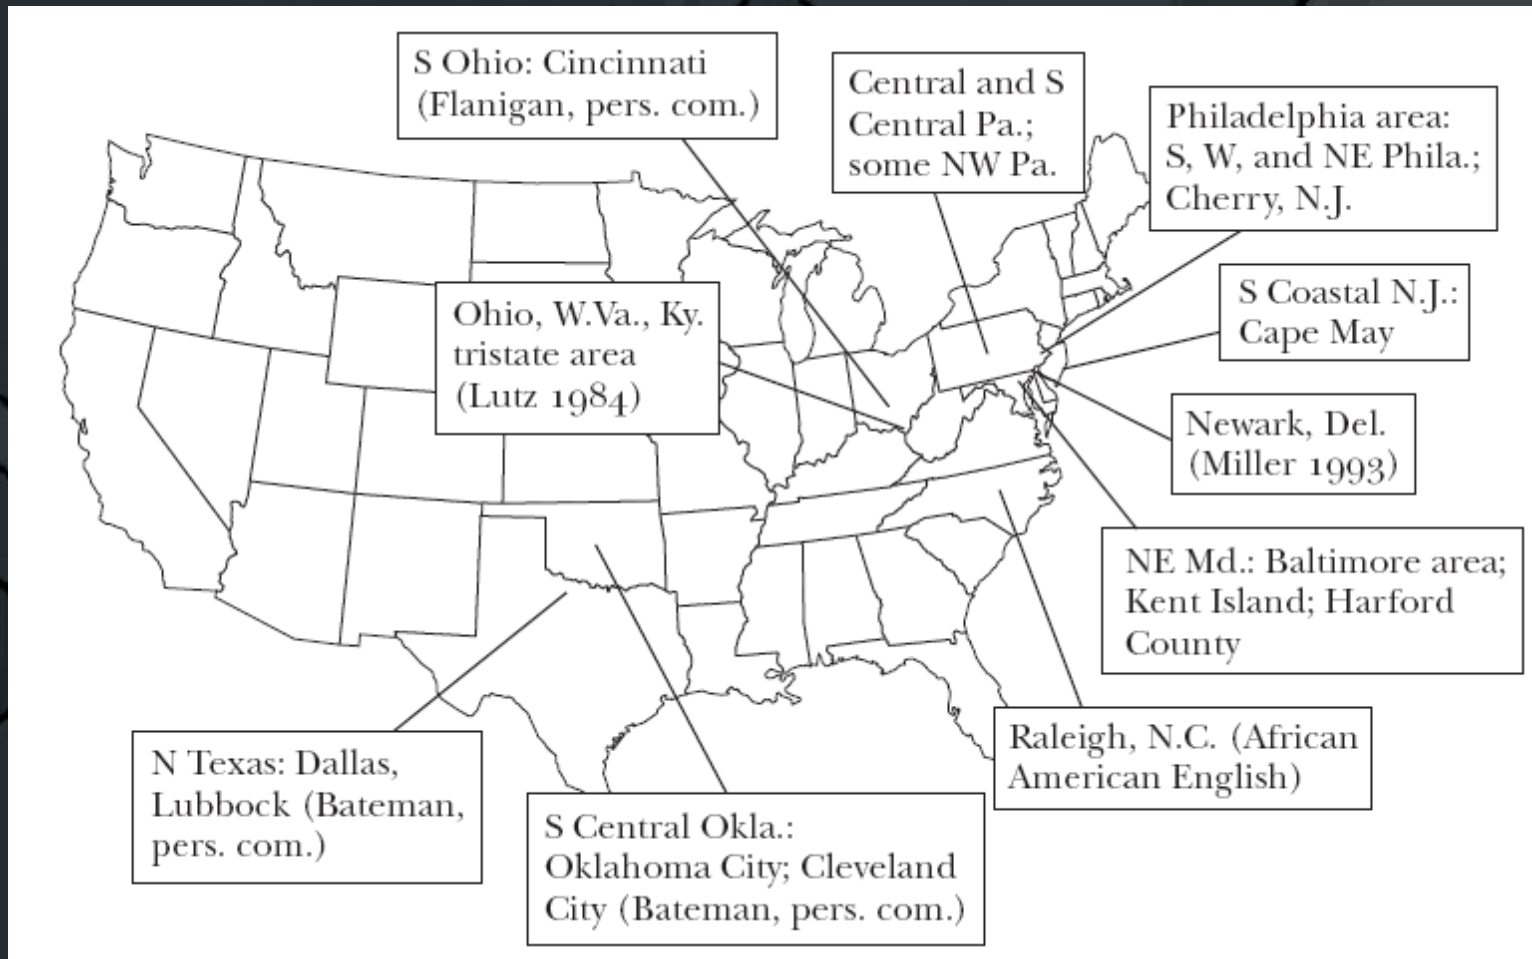 S Ohio: Cincinnati
(Flanigan, pers. com.)
Central and S
Central Pa.;
some NW Pa.
Philadelphia area:
S, W, and NE Phila.;
Cherry, N.J.
S Coastal N.J.:
Cape May
Ohio, W.Va., Ky.
tristate area
(Lutz 1984)
Newark, Del.
(Miller 1993)
NE Md.: Baltimore area;
Kent Island; Harford
County
Raleigh, N.C. (African
American English)
N Texas: Dallas,
Lubbock (Bateman,
pers. com.)
S Central Okla.:
Oklahoma City; Cleveland
City (Bateman, pers. com.)